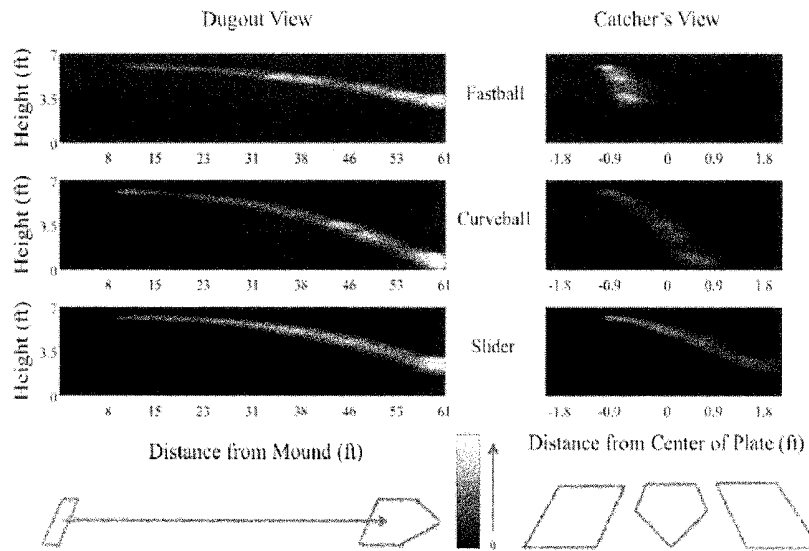 Dugout View
Catcher's View
Height (ft)
7
3.5
0
8 15 23 31 38 46 53 61
Fastball
-1.8 -0.9 0 0.9 1.8
Height (ft)
7
3.5
0
8 15 23 31 38 46 53 61
Curveball
-1.8 -0.9 0 0.9 1.8
Height (ft)
7
3.5
0
8 15 23 31 38 46 53 61
Slider
-1.8 -0.9 0 0.9 1.8
Distance from Mound (ft)
Distance from Center of Plate (ft)
0